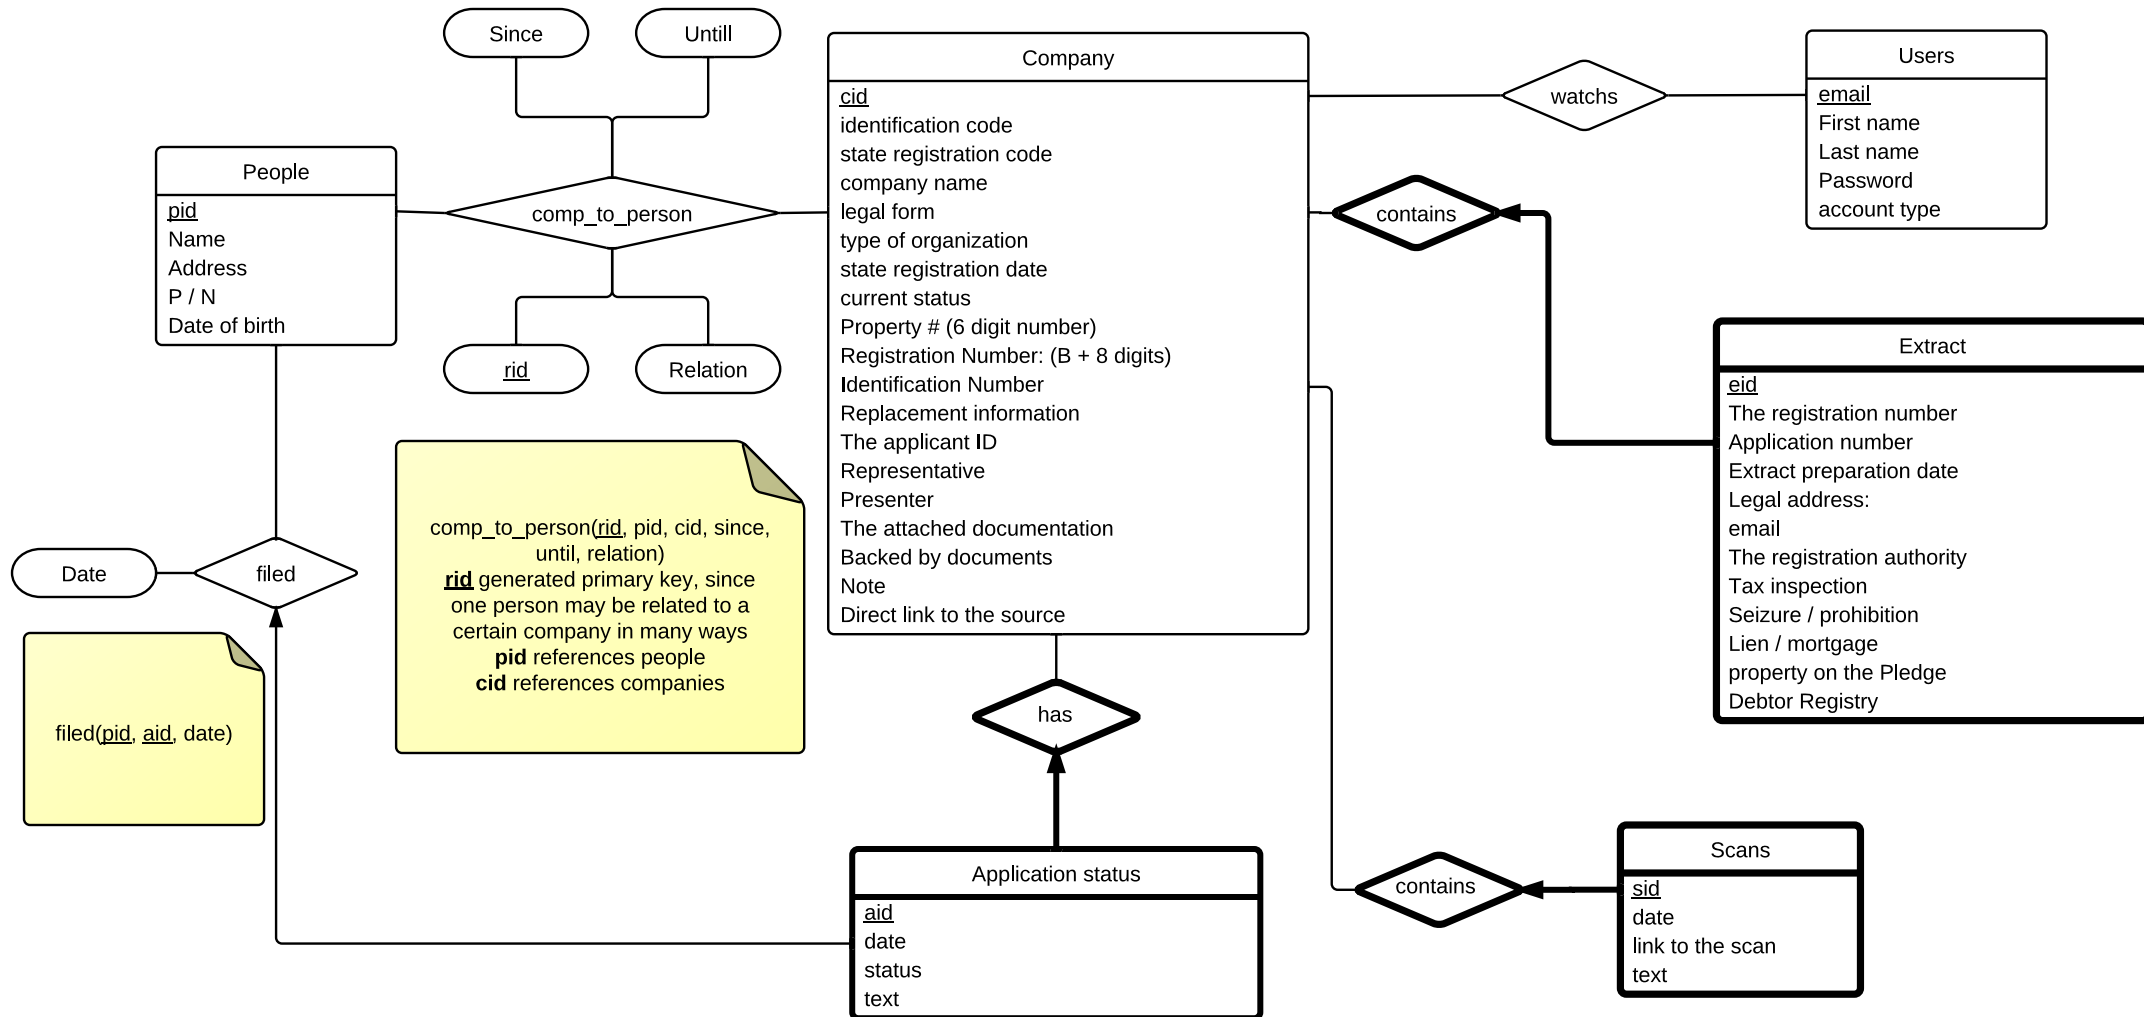 Since
Untill
Company
cid
identification code
state registration code
company name
legal form
type of organization
state registration date
current status
Property # (6 digit number)
Registration Number: (B + 8 digits)
Identification Number
Replacement information
The applicant ID
Representative
Presenter
The attached documentation
Backed by documents
Note
Direct link to the source
watchs
Users
email
First name
Last name
Password
account type
People
pid
Name
Address
P / N
Date of birth
comp_to_person
rid
Relation
contains
Extract
eid
The registration number
Application number
Extract preparation date
Legal address:
email
The registration authority
Tax inspection
Seizure / prohibition
Lien / mortgage
property on the Pledge
Debtor Registry
comp_to_person(rid, pid, cid, since,
until, relation)
rid generated primary key, since
one person may be related to a
certain company in many ways
pid references people
cid references companies
Date
filed
filed(pid, aid, date)
has
Application status
aid
date
status
text
contains
Scans
sid
date
link to the scan
text